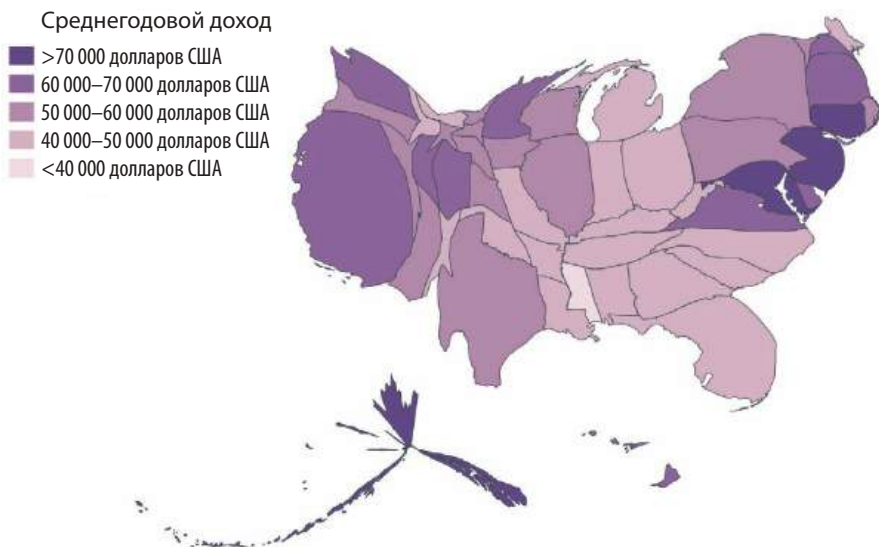 Среднегодовой доход
>70 000 долларов США
60 000–70 000 долларов США
50 000–60 000 долларов США
40 000–50 000 долларов США
<40 000 долларов США